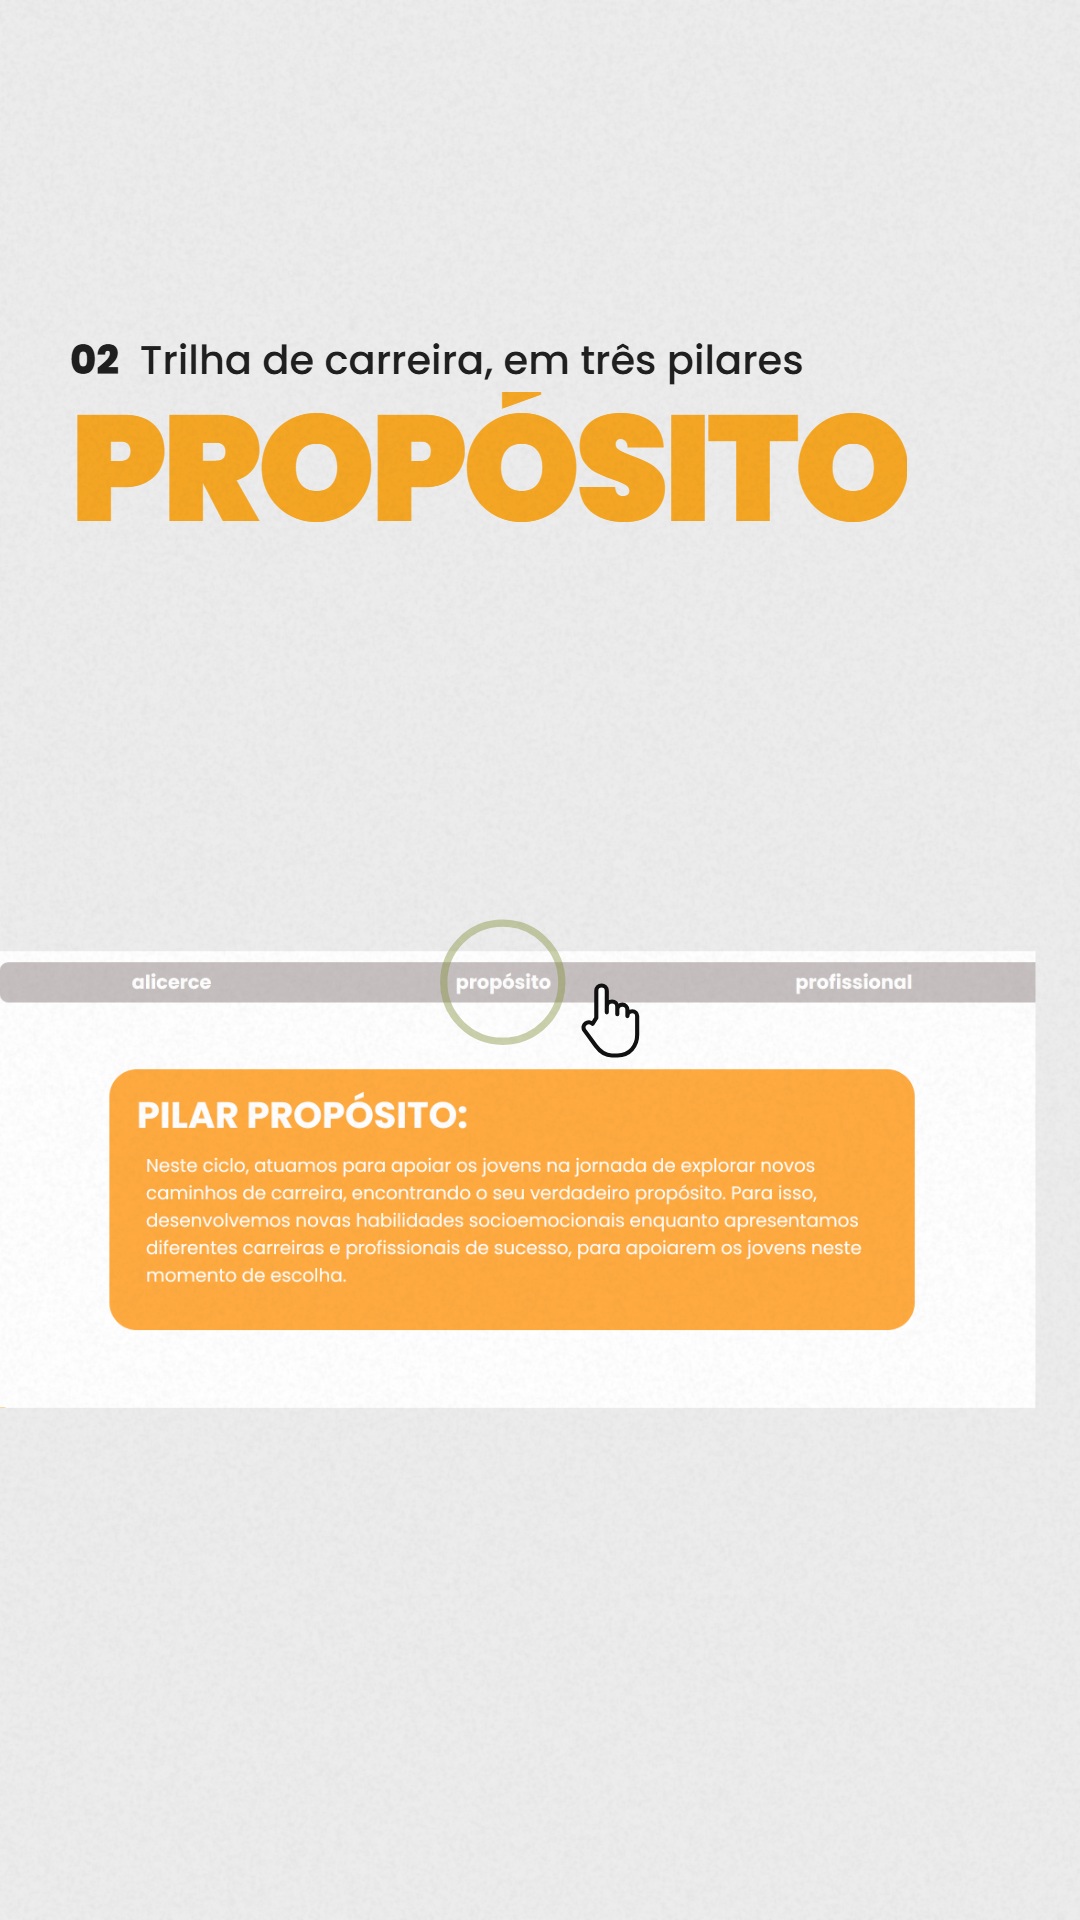 02 Trilha de carreira, em três pilares
PROPÓSITO
alicerce propósito profissional
PILAR PROPÓSITO:
Neste ciclo, atuamos para apoiar os jovens na jornada de explorar novos
caminhos de carreira, encontrando o seu verdadeiro propósito. Para isso,
desenvolvemos novas habilidades socioemocionais enquanto apresentamos
diferentes carreiras e profissionais de sucesso, para apoiarem os jovens neste
momento de escolha.